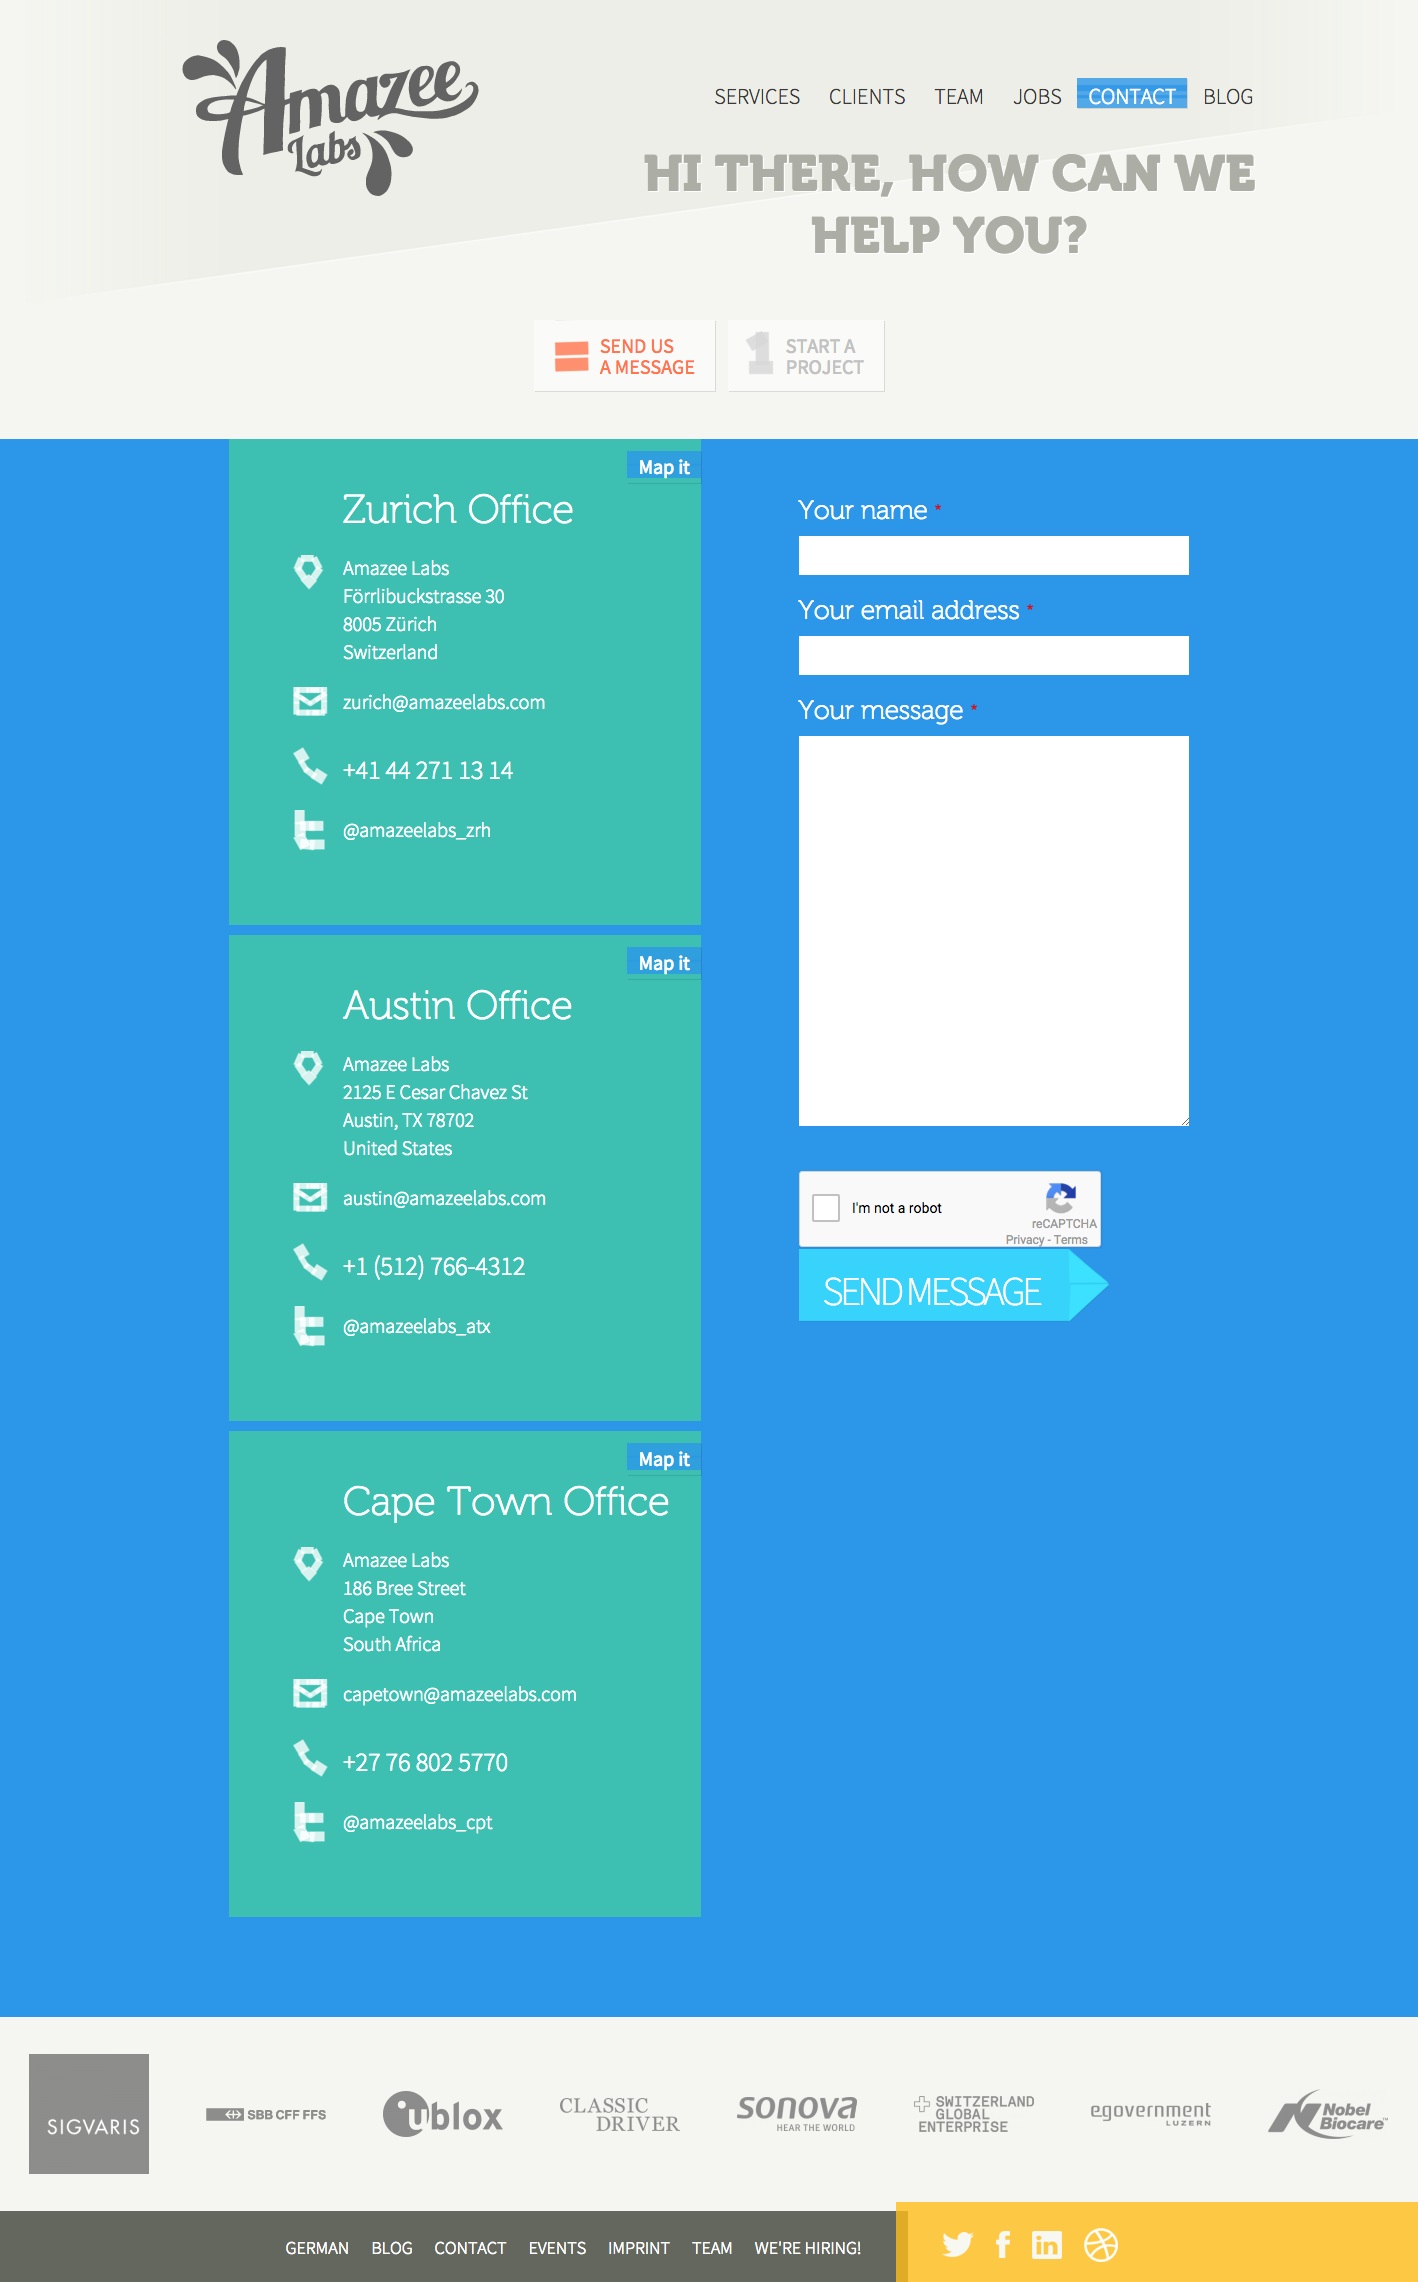 Amazee
Labs
SERVICES CLIENTS TEAM JOBS CONTACT BLOG
HI THERE, HOW CAN WE
HELP YOU?
SEND US
A MESSAGE
START A
PROJECT
Map it
Zurich Office
Amazee Labs
Förrlibuckstrasse 30
8005 Zürich
Switzerland
zurich@amazeelabs.com
+41 44 271 13 14
@amazeelabs_zrh
Map it
Austin Office
Amazee Labs
2125 E Cesar Chavez St
Austin, TX 78702
United States
austin@amazeelabs.com
+1 (512) 766-4312
@amazeelabs_atx
Map it
Cape Town Office
Amazee Labs
186 Bree Street
Cape Town
South Africa
capetown@amazeelabs.com
+27 76 802 5770
@amazeelabs_cpt
Your name *
Your email address *
Your message *
I'm not a robot
reCAPTCHA
Privacy - Terms
SEND MESSAGE
SIGVARIS
SBB CFF FFS
ublox
CLASSIC
DRIVER
sonova
HEAR THE WORLD
SWITZERLAND
GLOBAL
ENTERPRISE
egovernment
LUZERN
Nobel
Biocare™
GERMAN BLOG CONTACT EVENTS IMPRINT TEAM WE'RE HIRING!